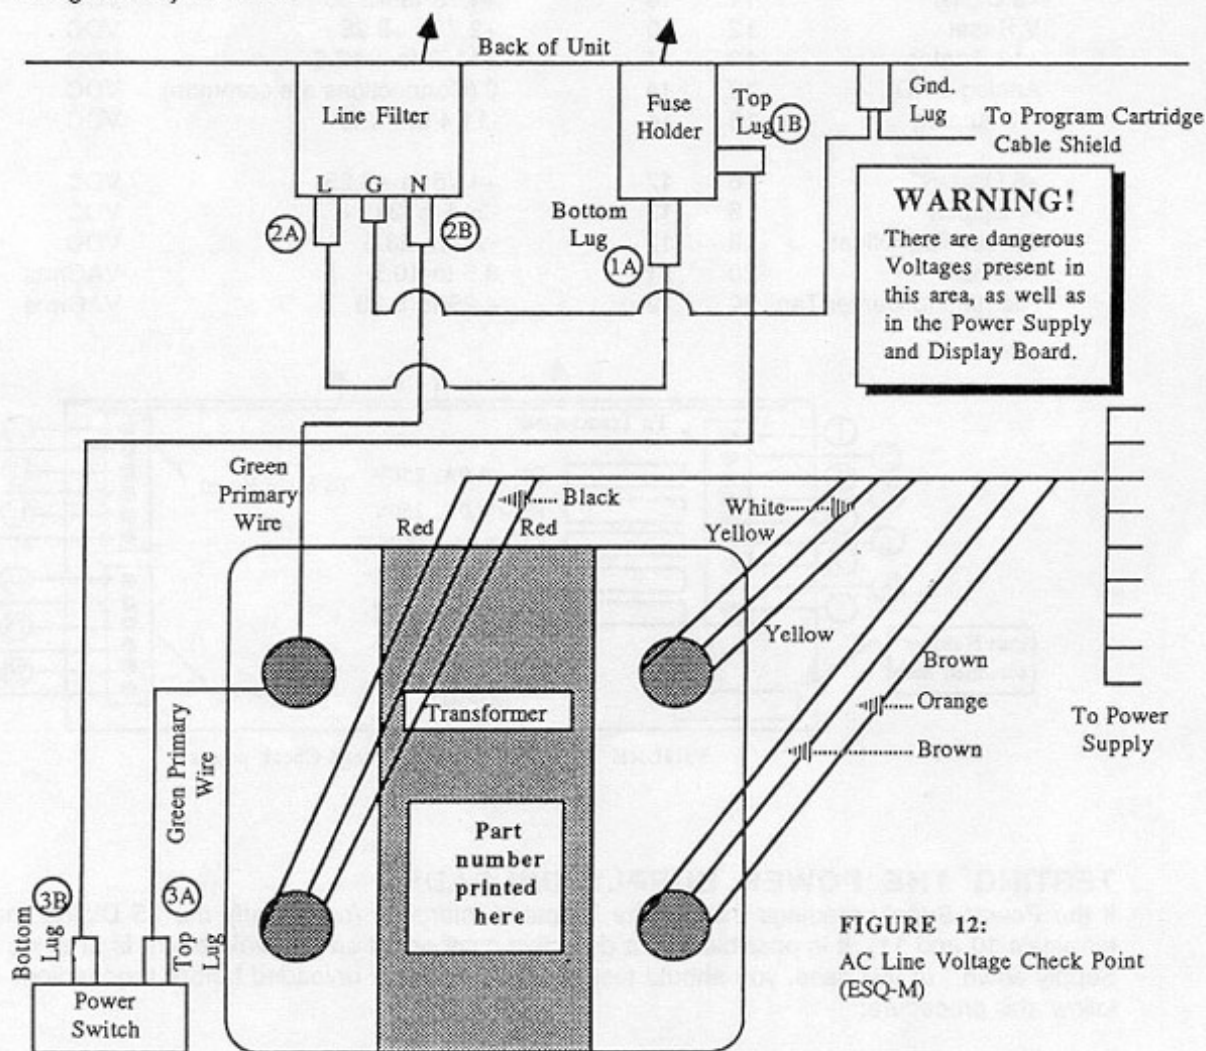 Back of Unit
Line Filter
Fuse
Holder
Top
Lug
1B
Gnd.
Lug
To Program Cartridge
Cable Shield
L G N
2A
2B
Bottom
Lug
1A
WARNING!
There are dangerous
Voltages present in
this area, as well as
in the Power Supply
and Display Board.
Green
Primary
Wire
Black
Red
Red
White
Yellow
Yellow
Brown
Orange
Brown
To Power
Supply
Transformer
Part
number
printed
here
Green Primary
Wire
3B
Bottom
Lug
3A
Top
Lug
Power
Switch
FIGURE 12:
AC Line Voltage Check Point
(ESQ-M)